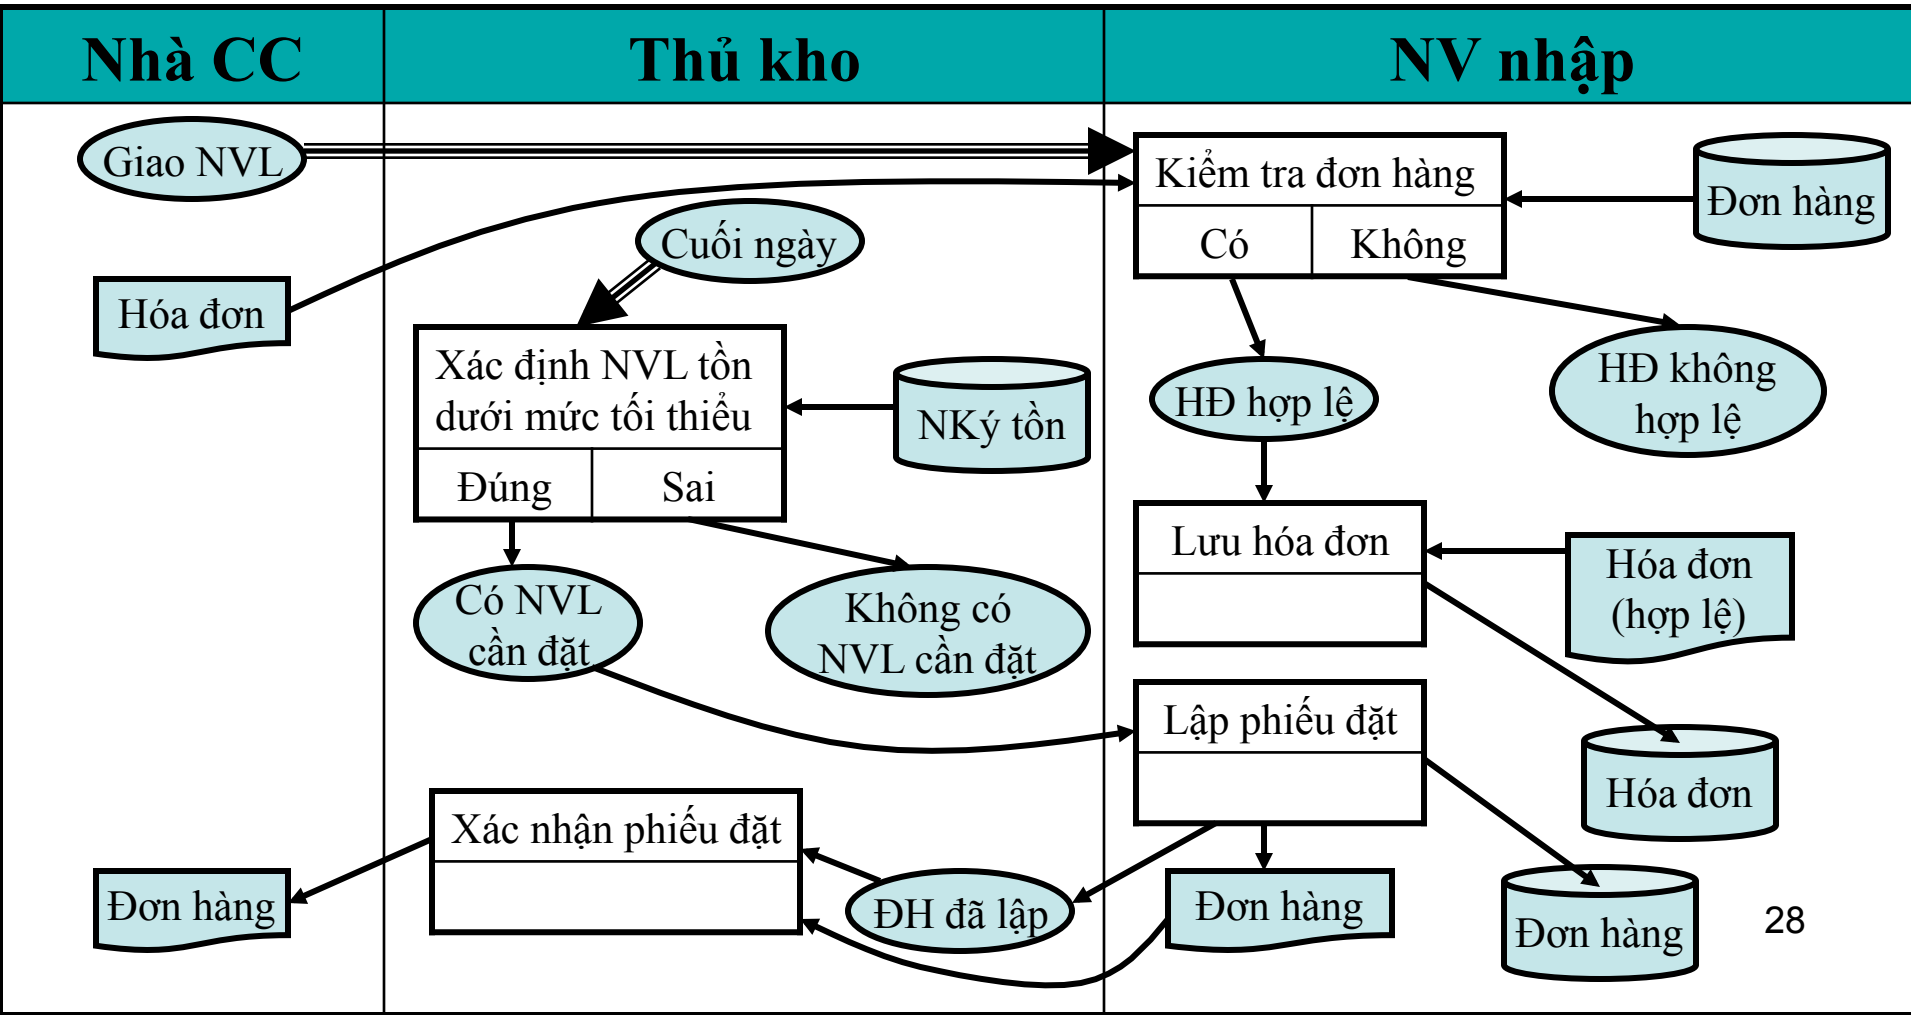 Nhà CC
Thủ kho
NV nhập
Giao NVL
Kiểm tra đơn hàng
Có
Không
Đơn hàng
Cuối ngày
Hóa đơn
Xác định NVL tồn
dưới mức tối thiểu
Đúng
Sai
NKý tồn
HĐ hợp lệ
HĐ không
hợp lệ
Có NVL
cần đặt
Không có
NVL cần đặt
Lưu hóa đơn
Hóa đơn
(hợp lệ)
Lập phiếu đặt
Hóa đơn
Xác nhận phiếu đặt
Đơn hàng
ĐH đã lập
Đơn hàng
Đơn hàng
28